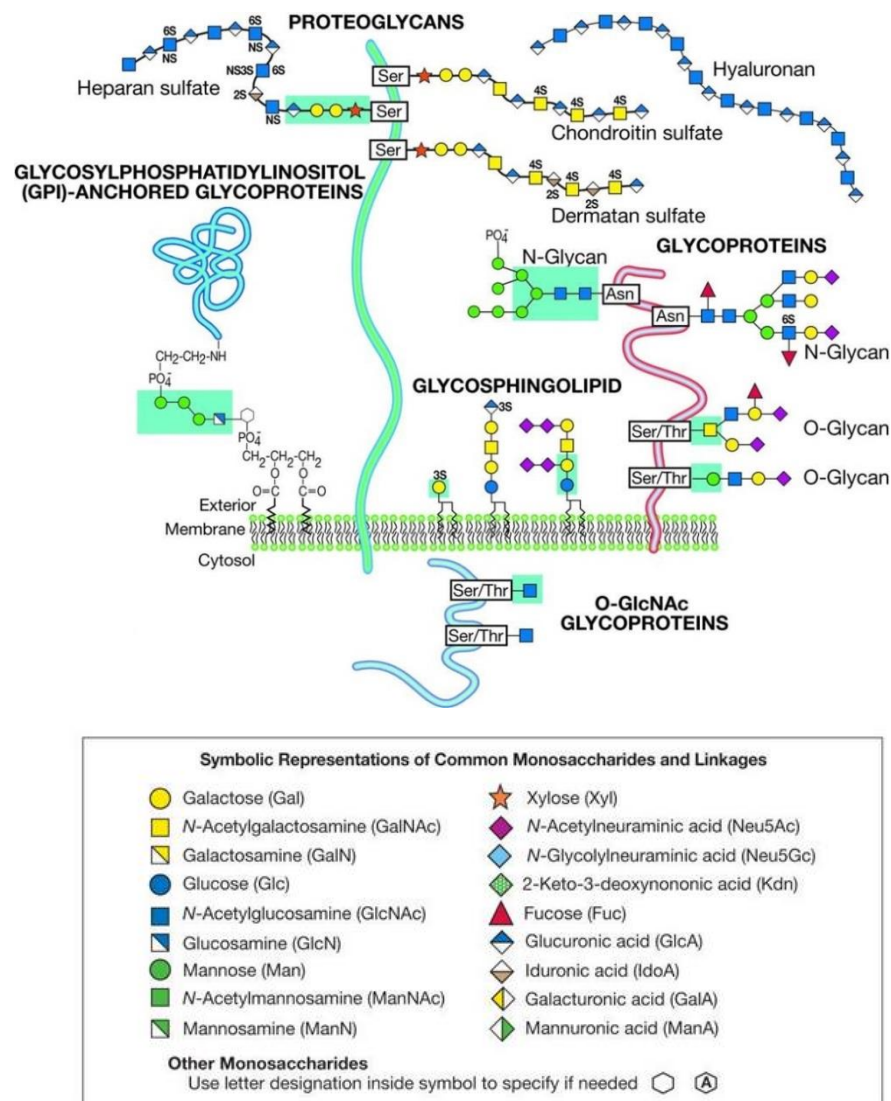 PROTEOGLYCANS
6S
6S
NS
NS
NS3S
6S
2S
NS
Heparan sulfate
Ser
Ser
Ser
4S
4S
4S
Chondroitin sulfate
Hyaluronan
4S
2S
4S
2S
4S
Dermatan sulfate
GLYCOSYLPHOSPHATIDYLINOSITOL
(GPI)-ANCHORED GLYCOPROTEINS
CH2-CH2-NH
PO4-
PO4-
CH2-CH-CH2
O O
O=C C=O
GLYCOPROTEINS
PO4-
N-Glycan
Asn
Asn
6S
N-Glycan
Ser/Thr
O-Glycan
Ser/Thr
O-Glycan
GLYCOSPHINGOLIPID
3S
3S
Exterior
Membrane
Cytosol
Ser/Thr
Ser/Thr
O-GlcNAc
GLYCOPROTEINS
Symbolic Representations of Common Monosaccharides and Linkages
Galactose (Gal)
N-Acetylgalactosamine (GalNAc)
Galactosamine (GalN)
Glucose (Glc)
N-Acetylglucosamine (GlcNAc)
Glucosamine (GlcN)
Mannose (Man)
N-Acetylmannosamine (ManNAc)
Mannosamine (ManN)
Xylose (Xyl)
N-Acetylneuraminic acid (Neu5Ac)
N-Glycolylneuraminic acid (Neu5Gc)
2-Keto-3-deoxynononic acid (Kdn)
Fucose (Fuc)
Glucuronic acid (GlcA)
Iduronic acid (IdoA)
Galacturonic acid (GalA)
Mannuronic acid (ManA)
Other Monosaccharides
Use letter designation inside symbol to specify if needed A